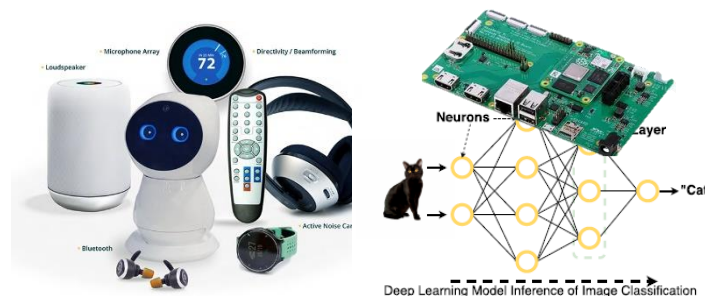 Microphone Array
Directivity / Beamforming
Loudspeaker
72
Active Noise Can
Bluetooth
Neurons
Layer
"Cat
Deep Learning Model Inference of Image Classification